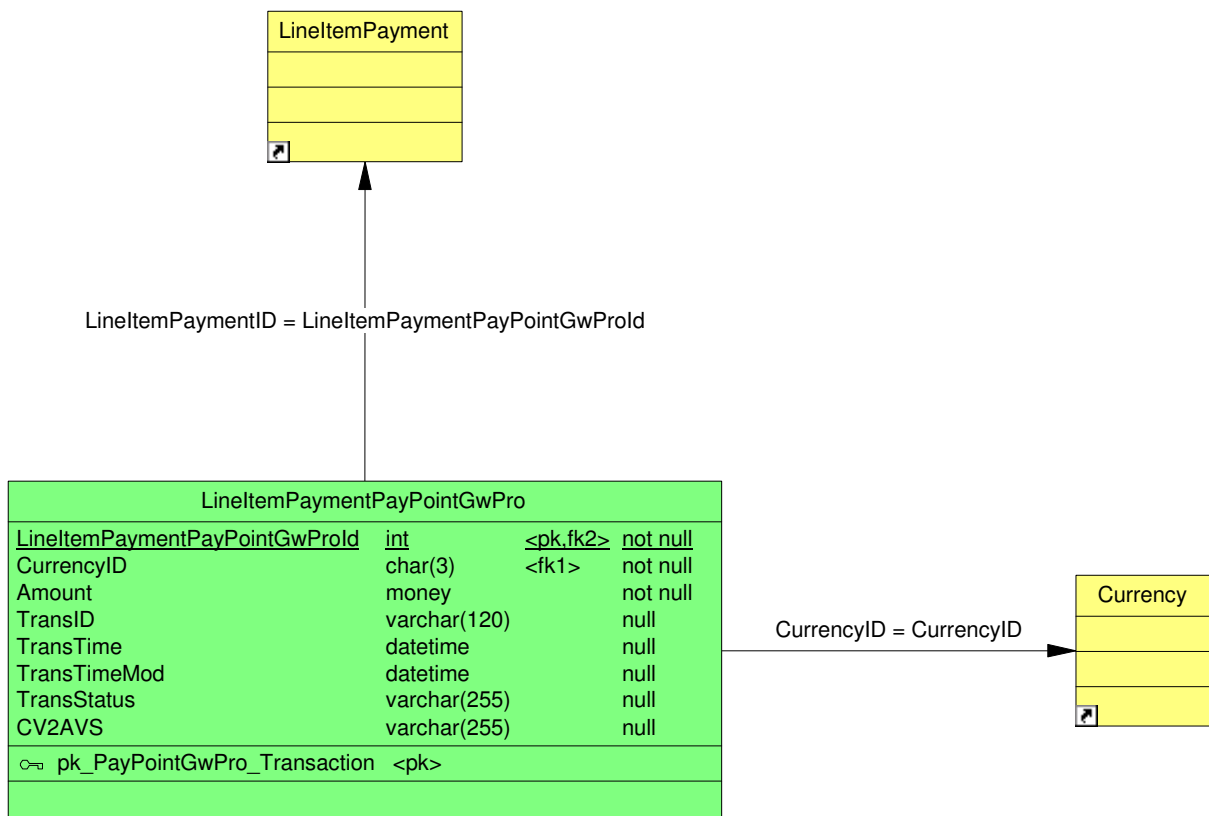 LineItemPayment
LineItemPaymentID = LineItemPaymentPayPointGwProId
LineItemPaymentPayPointGwPro
LineItemPaymentPayPointGwProId int <pk,fk2> not null
CurrencyID char(3) <fk1> not null
Amount money not null
TransID varchar(120) null
TransTime datetime null
TransTimeMod datetime null
TransStatus varchar(255) null
CV2AVS varchar(255) null
pk_PayPointGwPro_Transaction <pk>
CurrencyID = CurrencyID
Currency